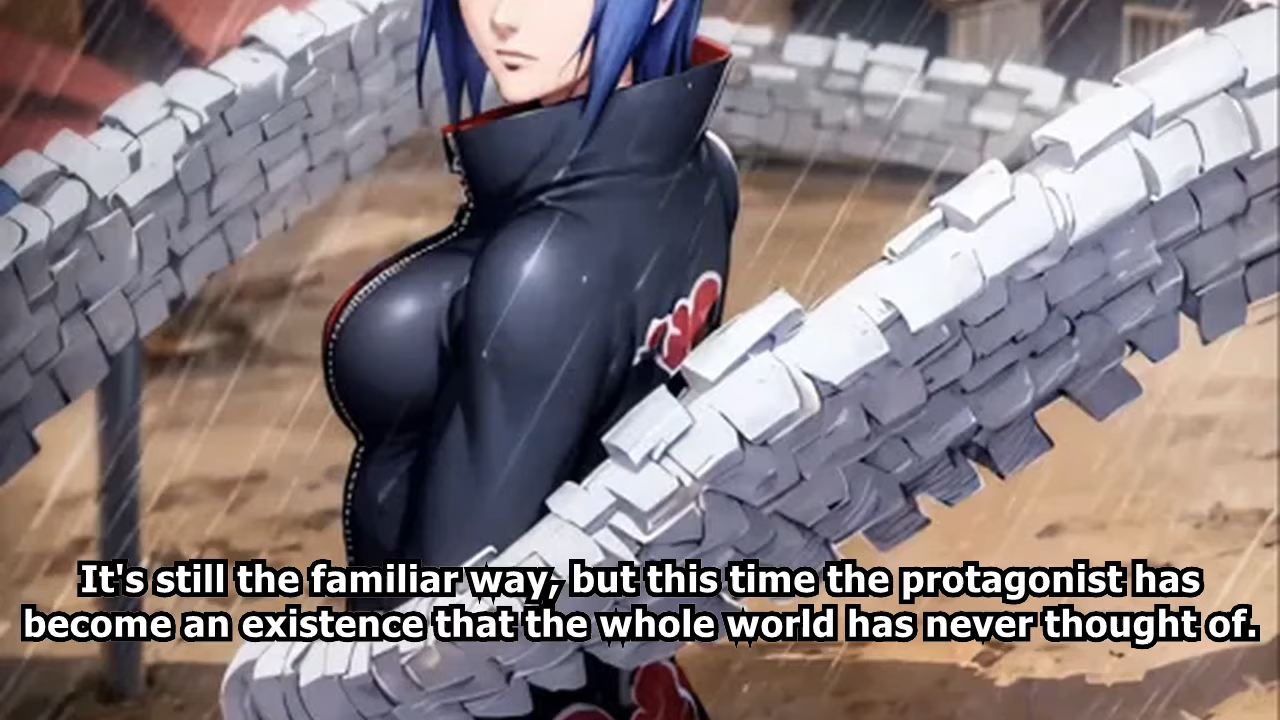 It's still the familiar way, but this time the protagonist has
become an existence that the whole world has never thought of.